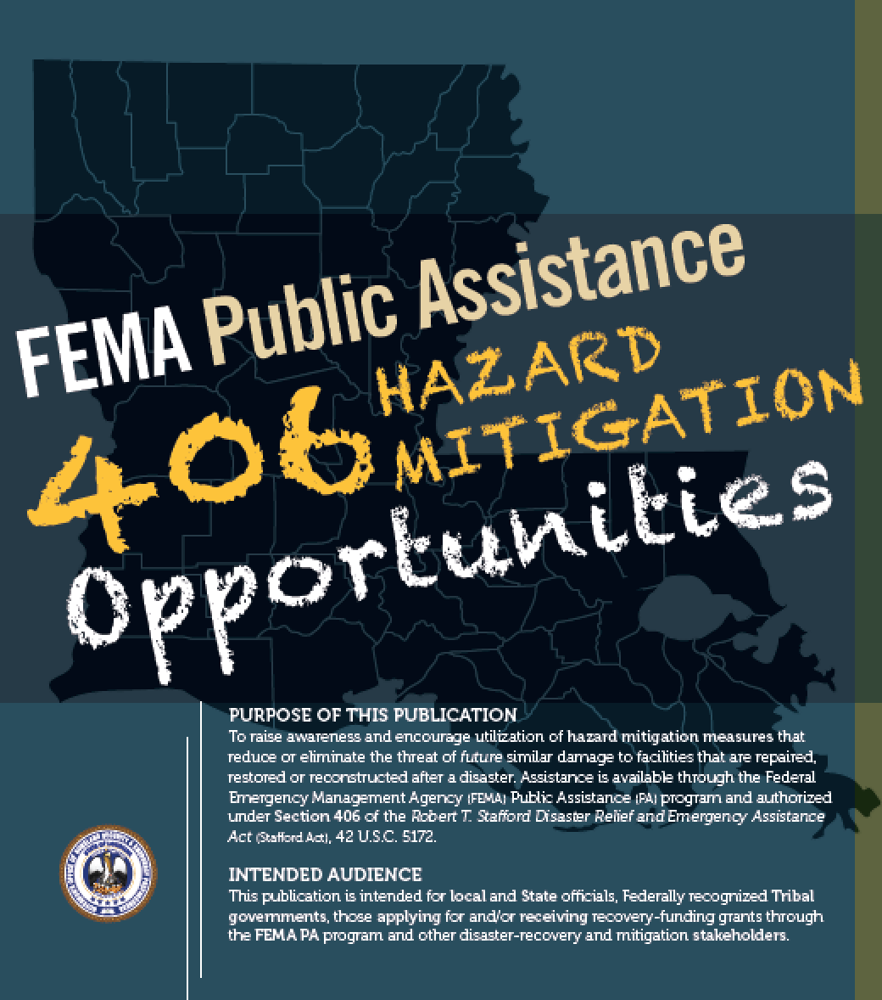 FEMA Public Assistance
406 HAZARD
MITIGATION
Opportunities
PURPOSE OF THIS PUBLICATION
To raise awareness and encourage utilization of hazard mitigation measures that
reduce or eliminate the threat of future similar damage to facilities that are repaired,
restored or reconstructed after a disaster. Assistance is available through the Federal
Emergency Management Agency (FEMA) Public Assistance (PA) program and authorized
under Section 406 of the Robert T. Stafford Disaster Relief and Emergency Assistance
Act (Stafford Act), 42 U.S.C. 5172.
INTENDED AUDIENCE
This publication is intended for local and State officials, Federally recognized Tribal
governments, those applying for and/or receiving recovery-funding grants through
the FEMA PA program and other disaster-recovery and mitigation stakeholders.